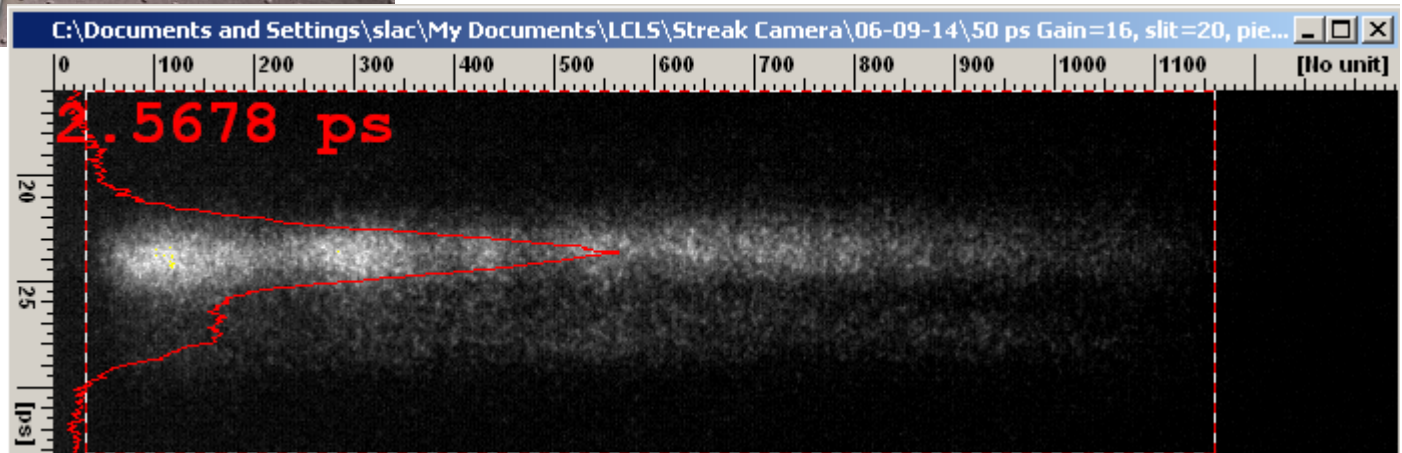 C:\Documents and Settings\slac\My Documents\LCLS\Streak Camera\06-09-14\50 ps Gain=16, slit=20, pie...
0 100 200 300 400 500 600 700 800 900 1000 1100 [No unit]
2.5678 ps
20
25
[ps]